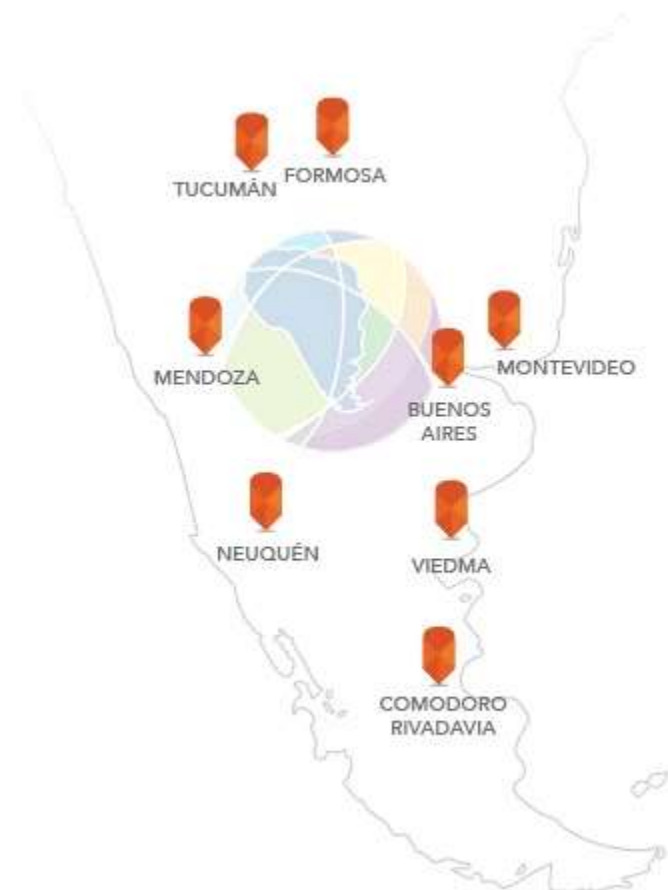 TUCUMÁN
FORMOSA
MENDOZA
MONTEVIDEO
BUENOS
AIRES
NEUQUÉN
VIEDMA
COMODORO
RIVADAVIA